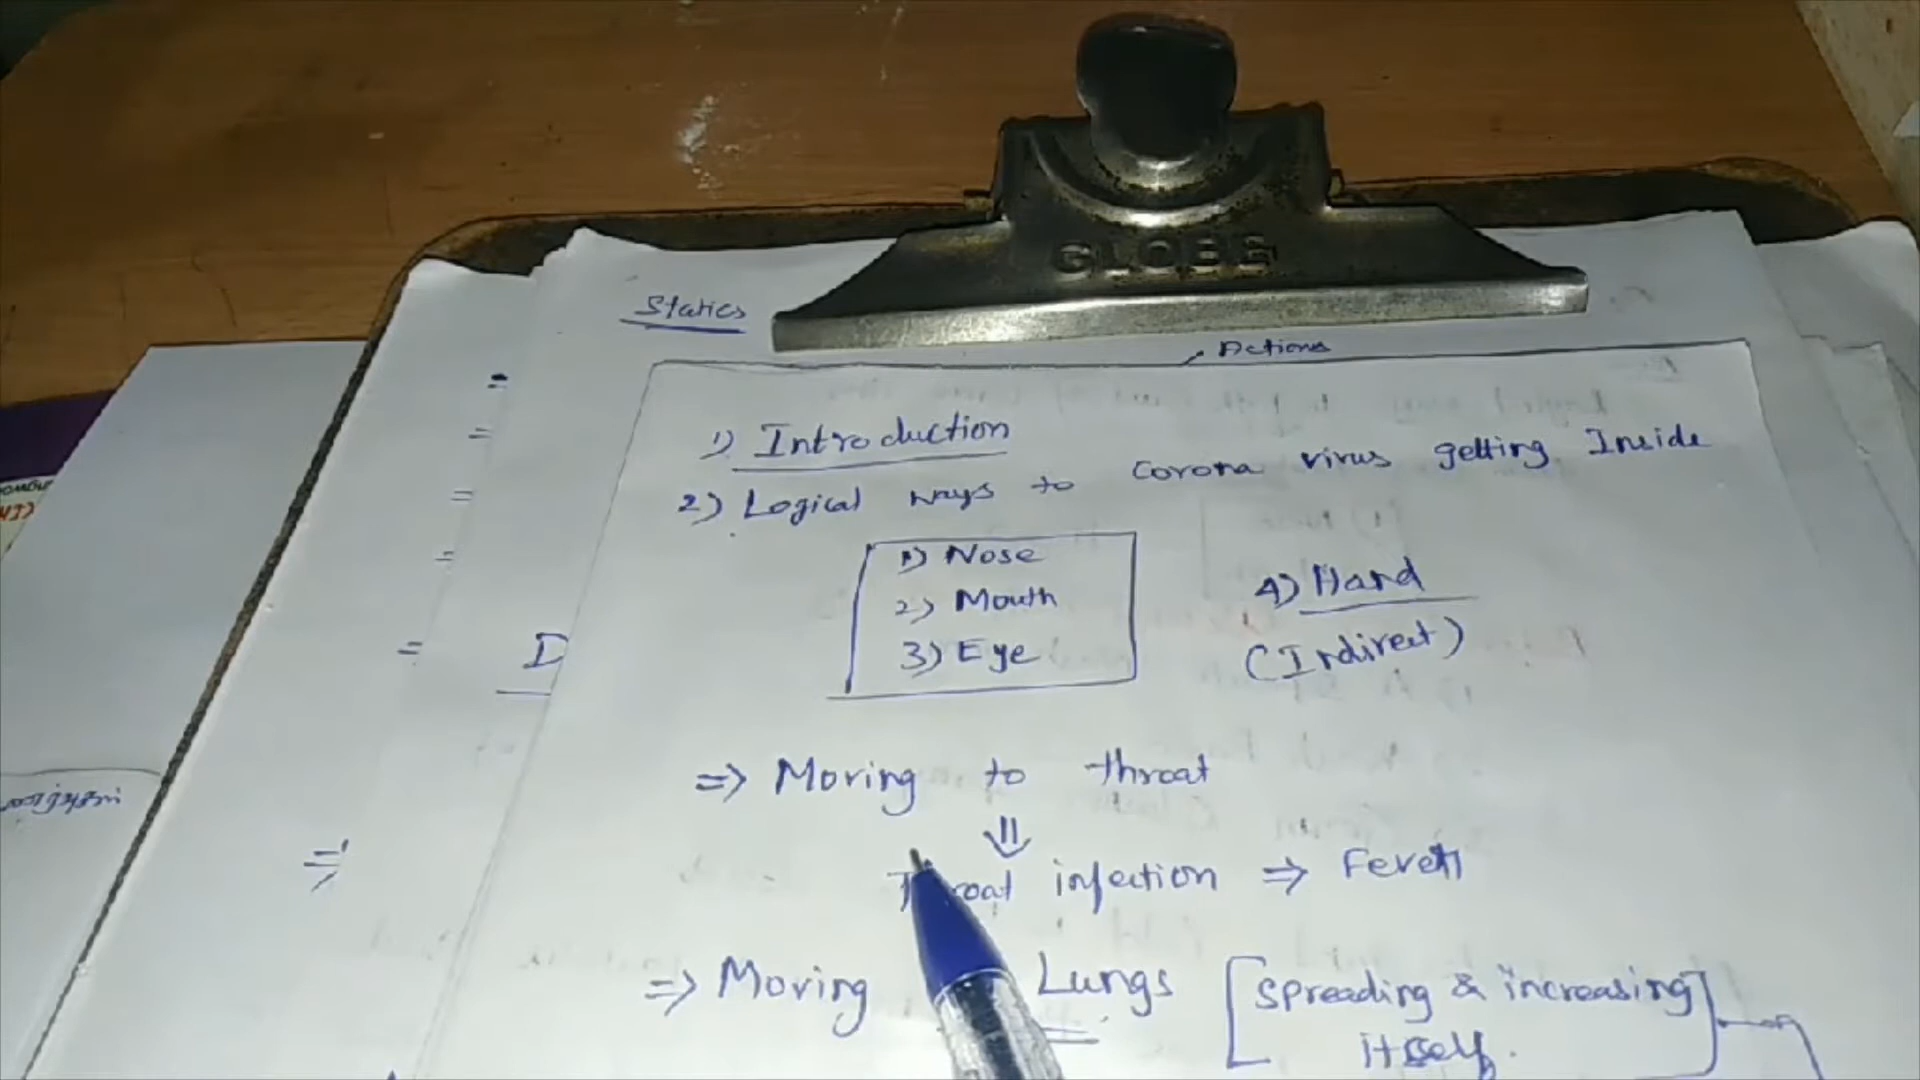 GLOBE
Statics
Actions
1) Introduction
2) Logical ways to corona virus getting Inside
1) Nose
2) Mouth
3) Eye
4) Hand
(Indirect)
=> Moving to throat
⇓
Throat infection => Fever
=> Moving Lungs [spreading & increasing
itself.]
D